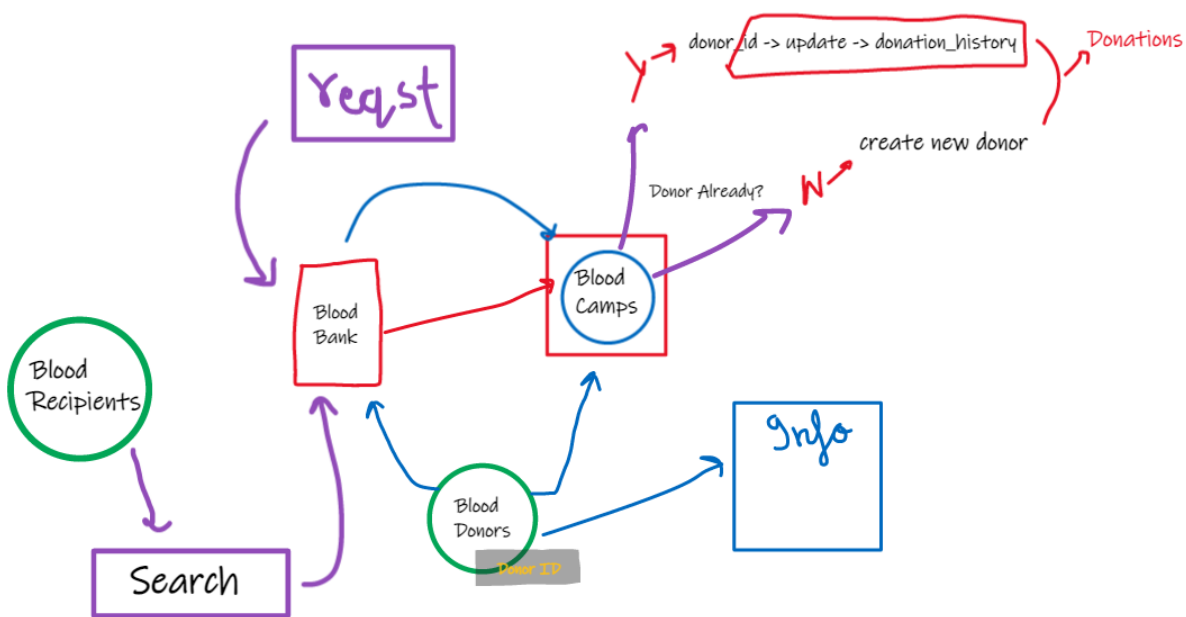 reqst
Y
donor_id -> update -> donation_history
Donations
create new donor
Donor Already?
N
Blood
Bank
Blood
Camps
Blood
Recipients
Info
Blood
Donors
Donor ID
Search